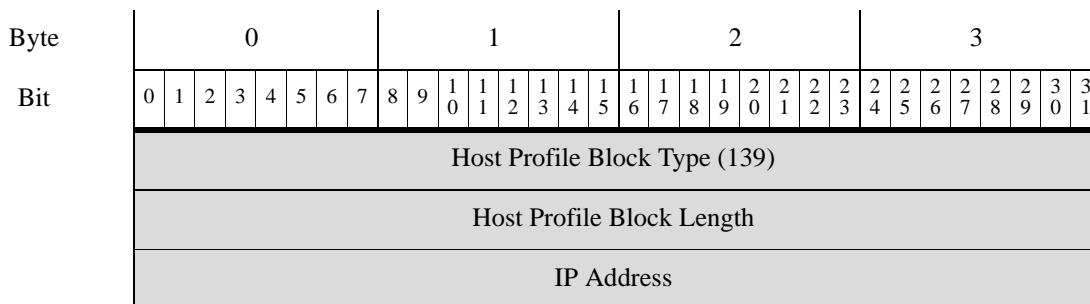 Byte 0 1 2 3
Bit 0 1 2 3 4 5 6 7 8 9 10 11 12 13 14 15 16 17 18 19 20 21 22 23 24 25 26 27 28 29 30 31
Host Profile Block Type (139)
Host Profile Block Length
IP Address